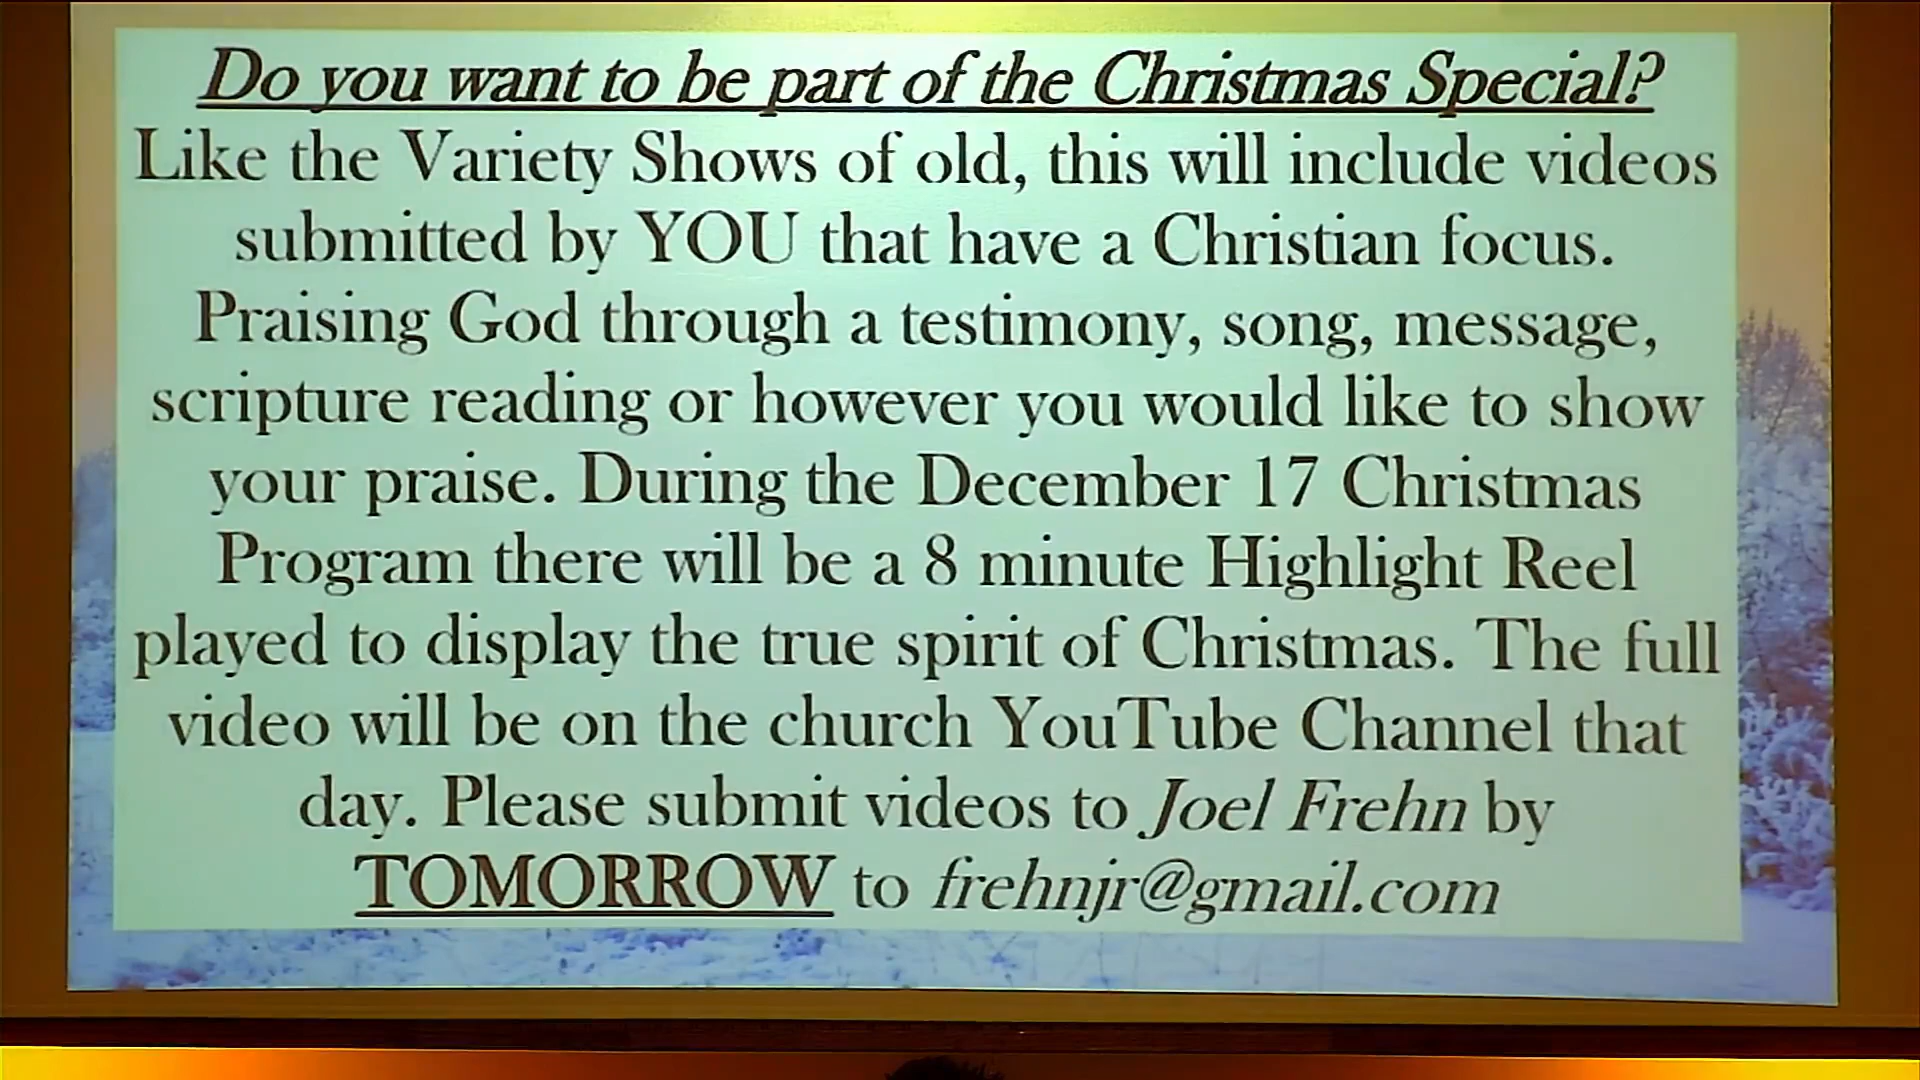 Do you want to be part of the Christmas Special?
Like the Variety Shows of old, this will include videos
submitted by YOU that have a Christian focus.
Praising God through a testimony, song, message,
scripture reading or however you would like to show
your praise. During the December 17 Christmas
Program there will be a 8 minute Highlight Reel
played to display the true spirit of Christmas. The full
video will be on the church YouTube Channel that
day. Please submit videos to Joel Frehn by
TOMORROW to frehnjr@gmail.com